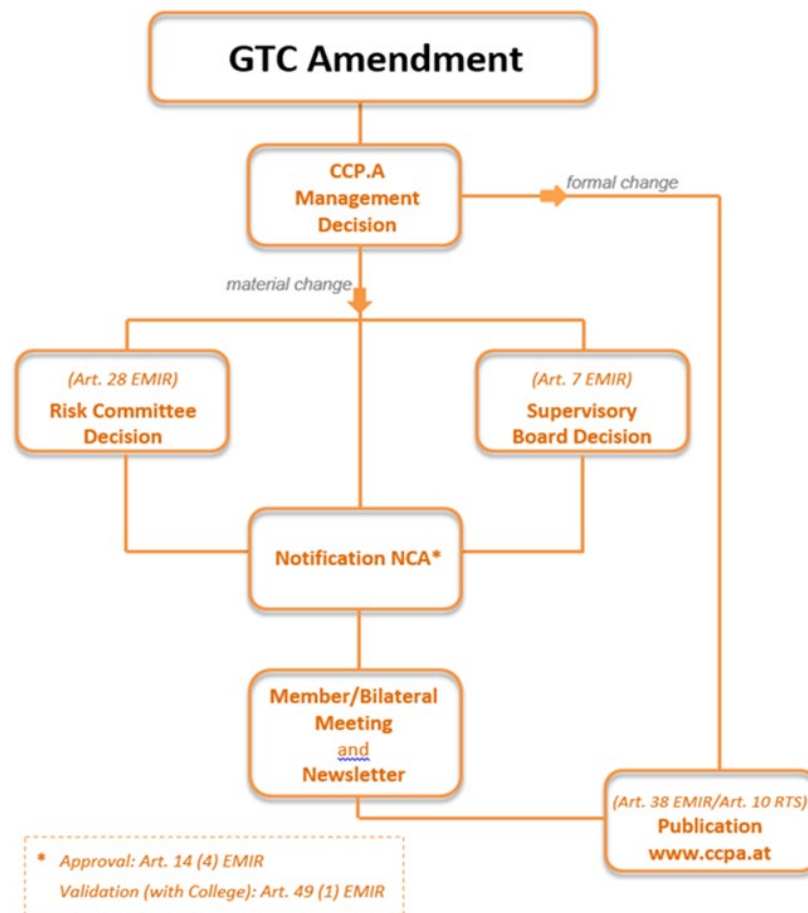 GTC Amendment
CCP.A
Management
Decision
formal change
material change
(Art. 28 EMIR)
Risk Committee
Decision
(Art. 7 EMIR)
Supervisory
Board Decision
Notification NCA*
Member/Bilateral
Meeting
and
Newsletter
(Art. 38 EMIR/Art. 10 RTS)
Publication
www.ccpa.at
* Approval: Art. 14 (4) EMIR
Validation (with College): Art. 49 (1) EMIR